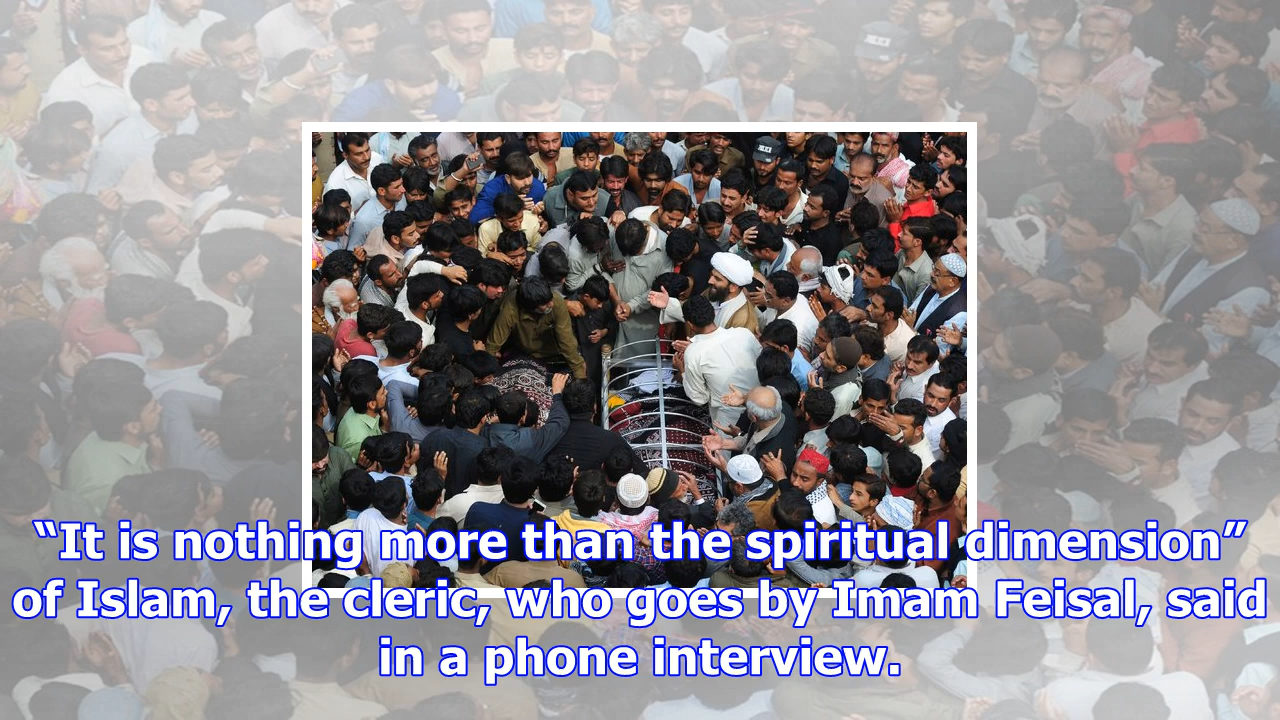 “It is nothing more than the spiritual dimension”
of Islam, the cleric, who goes by Imam Feisal, said
in a phone interview.
POLICE